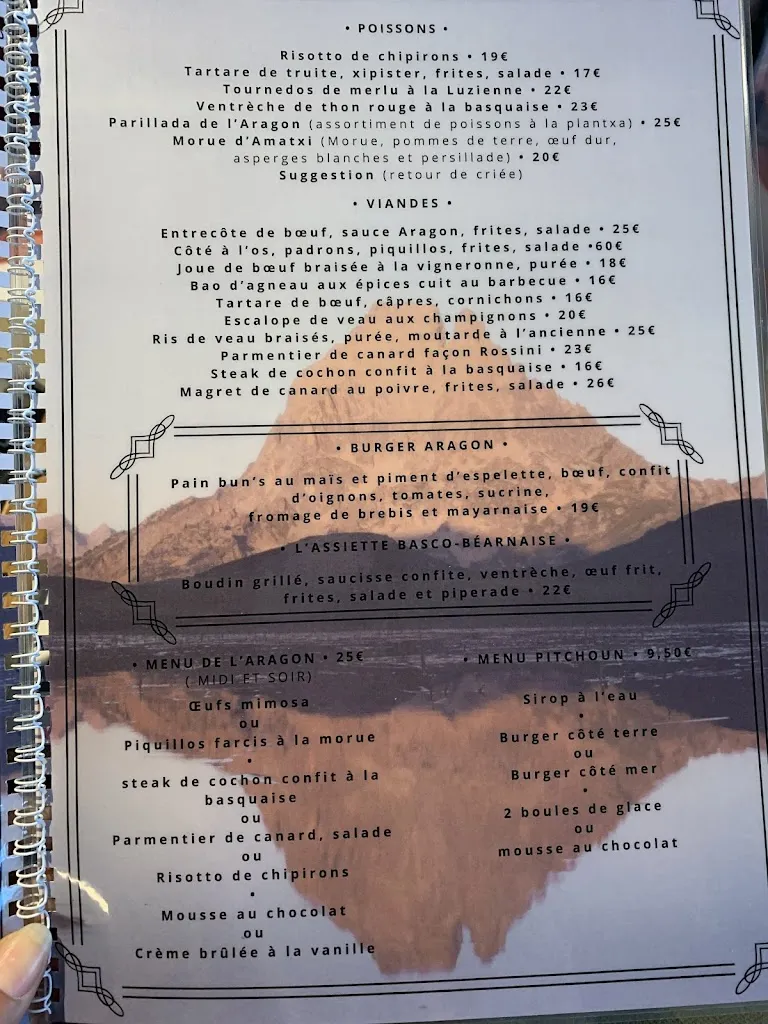 • POISSONS •
Risotto de chipirons • 19€
Tartare de truite, xipister, frites, salade • 17€
Tournedos de merlu à la Luzienne • 22€
Ventrèche de thon rouge à la basquaise • 23€
Parillada de l'Aragon (assortiment de poissons à la plantxa) • 25€
Morue d'Amatxi (Morue, pommes de terre, œuf dur,
asperges blanches et persillade) • 20€
Suggestion (retour de criée)
• VIANDES •
Entrecôte de bœuf, sauce Aragon, frites, salade • 25€
Côté à l'os, padrons, piquillos, frites, salade •60€
Joue de bœuf braisée à la vigneronne, purée • 18€
Bao d'agneau aux épices cuit au barbecue • 16€
Tartare de bœuf, câpres, cornichons • 16€
Escalope de veau aux champignons • 20€
Ris de veau braisés, purée, moutarde à l'ancienne • 25€
Parmentier de canard façon Rossini • 23€
Steak de cochon confit à la basquaise • 16€
Magret de canard au poivre, frites, salade • 26€
• BURGER ARAGON •
Pain bun's au maïs et piment d'espelette, bœuf, confit
d'oignons, tomates, sucrine,
fromage de brebis et mayarnaise • 19€
• L'ASSIETTE BASCO-BÉARNAISE •
Boudin grillé, saucisse confite, ventrèche, œuf frit,
frites, salade et piperade • 22€
• MENU DE L'ARAGON • 25€
( MIDI ET SOIR)
Œufs mimosa
ou
Piquillos farcis à la morue
•
steak de cochon confit à la
basquaise
ou
Parmentier de canard, salade
ou
Risotto de chipirons
•
Mousse au chocolat
ou
Crème brûlée à la vanille
• MENU PITCHOUN • 9,50€
Sirop à l'eau
•
Burger côté terre
ou
Burger côté mer
•
2 boules de glace
ou
mousse au chocolat